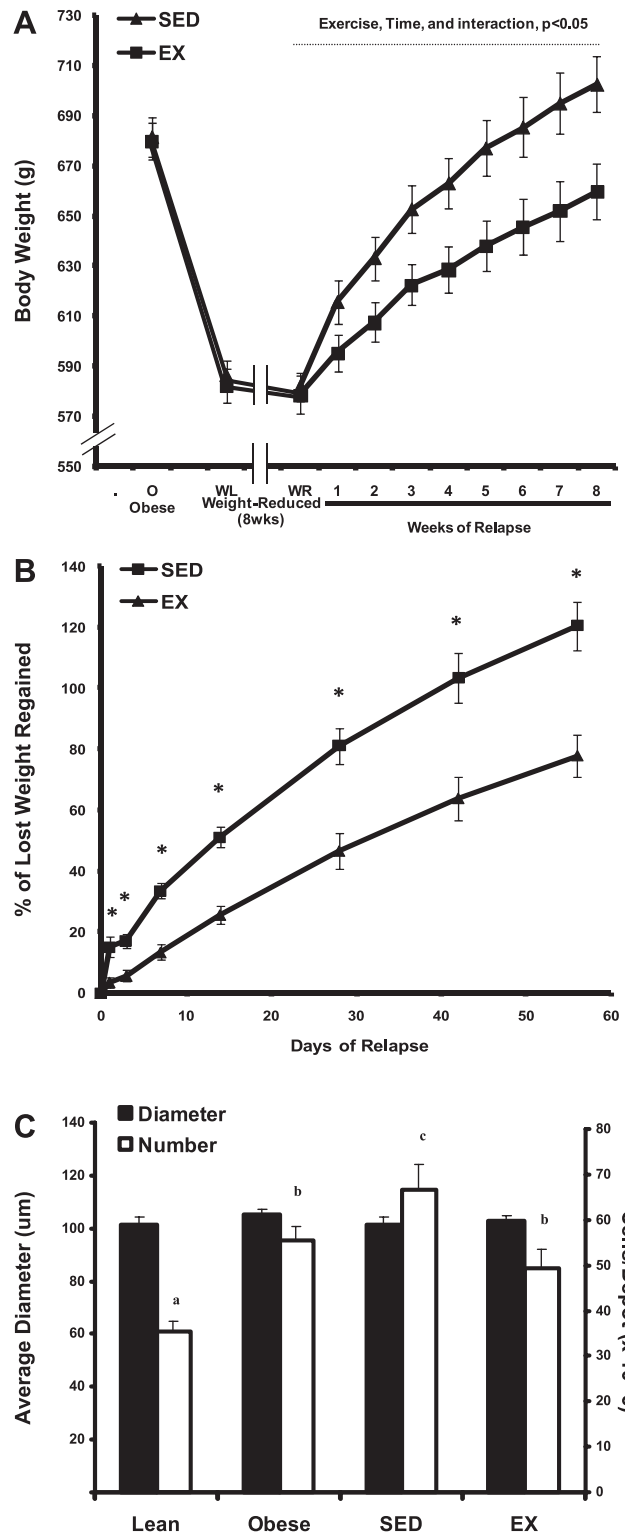 A
SED
EX
Exercise, Time, and interaction, p<0.05
730
710
690
670
650
630
610
590
570
550
Body Weight (g)
O WL WR 1 2 3 4 5 6 7 8
Obese Weight-Reduced
(8wks)
Weeks of Relapse
B
SED
EX
140
120
100
80
60
40
20
0
% of Lost Weight Regained
* * * * * * *
0 10 20 30 40 50 60
Days of Relapse
C
Diameter
Number
140
120
100
80
60
40
20
Average Diameter (um)
a b c b
80
70
60
50
40
30
20
10
0
Lean Obese SED EX